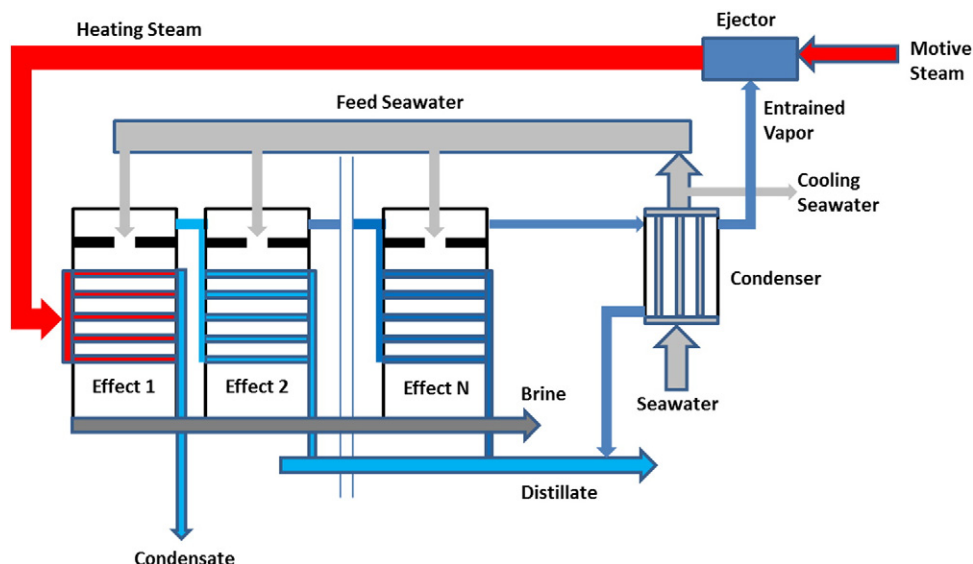 Ejector
Heating Steam
Motive
Steam
Feed Seawater
Entrained
Vapor
Cooling
Seawater
Condenser
Effect 1
Effect 2
Effect N
Brine
Seawater
Distillate
Condensate